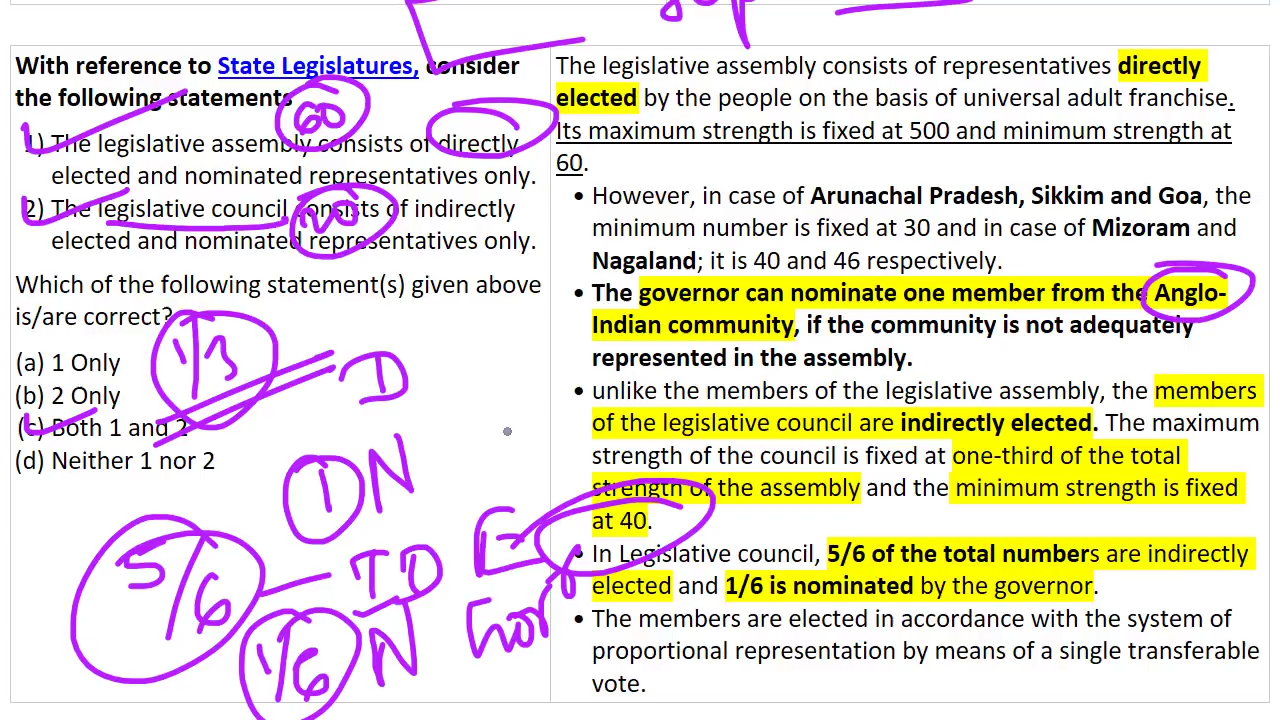 With reference to State Legislatures, consider
the following statements
1) The legislative assembly consists of directly
elected and nominated representatives only.
2) The legislative council consists of indirectly
elected and nominated representatives only.
Which of the following statement(s) given above
is/are correct?
(a) 1 Only
(b) 2 Only
(c) Both 1 and 2
(d) Neither 1 nor 2
60
1/3
D
1 N
5/6
ID
1/6 N
The legislative assembly consists of representatives directly
elected by the people on the basis of universal adult franchise.
Its maximum strength is fixed at 500 and minimum strength at
60.
• However, in case of Arunachal Pradesh, Sikkim and Goa, the
minimum number is fixed at 30 and in case of Mizoram and
Nagaland; it is 40 and 46 respectively.
• The governor can nominate one member from the Anglo-
Indian community, if the community is not adequately
represented in the assembly.
• unlike the members of the legislative assembly, the members
of the legislative council are indirectly elected. The maximum
strength of the council is fixed at one-third of the total
strength of the assembly and the minimum strength is fixed
at 40.
• In Legislative council, 5/6 of the total numbers are indirectly
elected and 1/6 is nominated by the governor.
• The members are elected in accordance with the system of
proportional representation by means of a single transferable
vote.